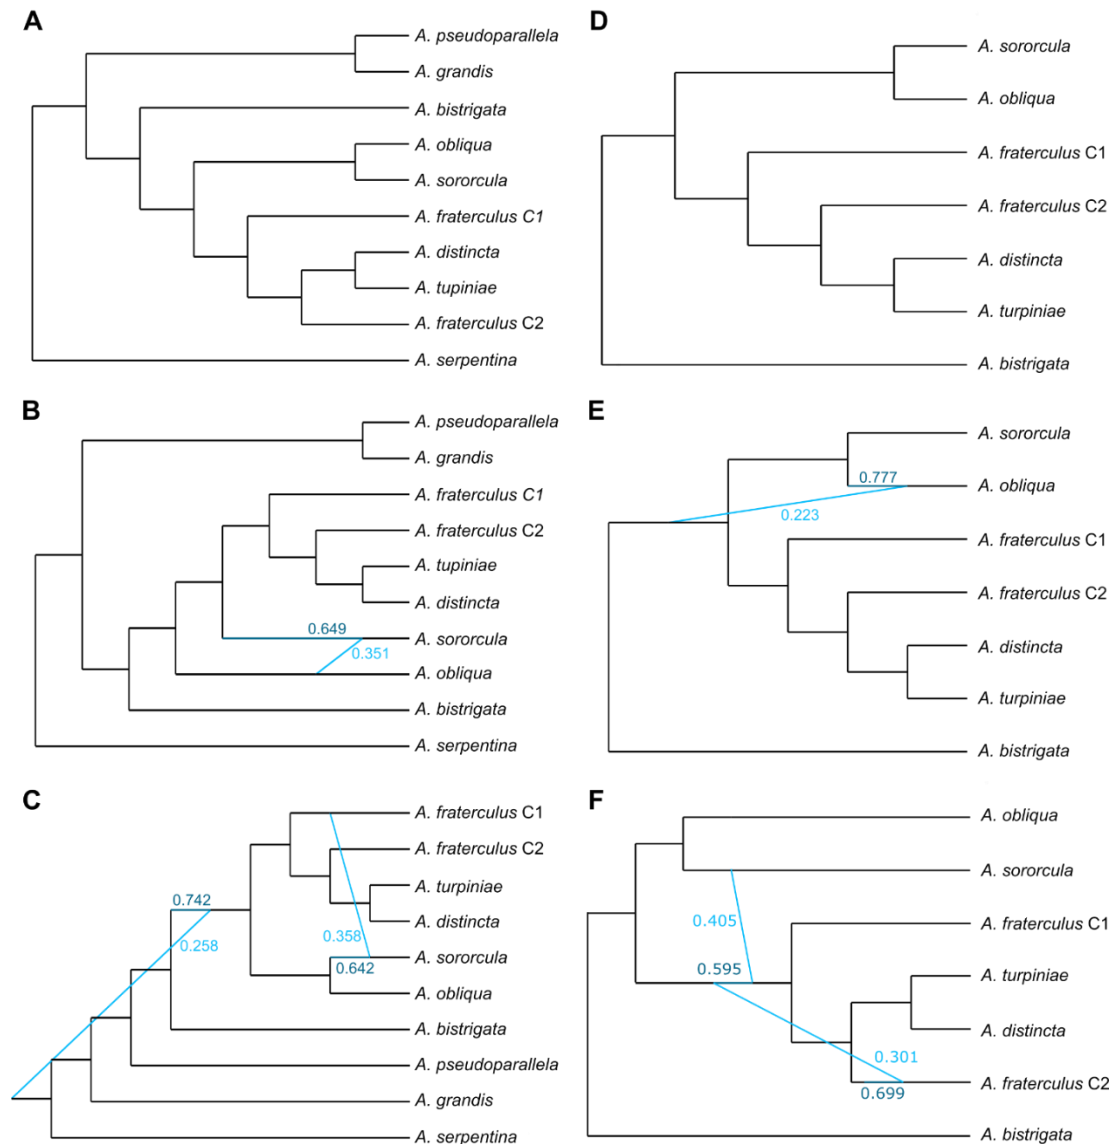 A
A. pseudoparallela
A. grandis
A. bistrigata
A. obliqua
A. sororcula
A. fraterculus C1
A. distincta
A. tupiniae
A. fraterculus C2
A. serpentina
B
A. pseudoparallela
A. grandis
A. fraterculus C1
A. fraterculus C2
A. tupiniae
A. distincta
0.649
A. sororcula
0.351
A. obliqua
A. bistrigata
A. serpentina
C
A. fraterculus C1
A. fraterculus C2
0.742
A. turpiniae
A. distincta
0.258
0.358
A. sororcula
0.642
A. obliqua
A. bistrigata
A. pseudoparallela
A. grandis
A. serpentina
D
A. sororcula
A. obliqua
A. fraterculus C1
A. fraterculus C2
A. distincta
A. turpiniae
A. bistrigata
E
A. sororcula
0.777
A. obliqua
0.223
A. fraterculus C1
A. fraterculus C2
A. distincta
A. turpiniae
A. bistrigata
F
A. obliqua
A. sororcula
0.405
A. fraterculus C1
0.595
A. turpiniae
A. distincta
0.301
A. fraterculus C2
0.699
A. bistrigata